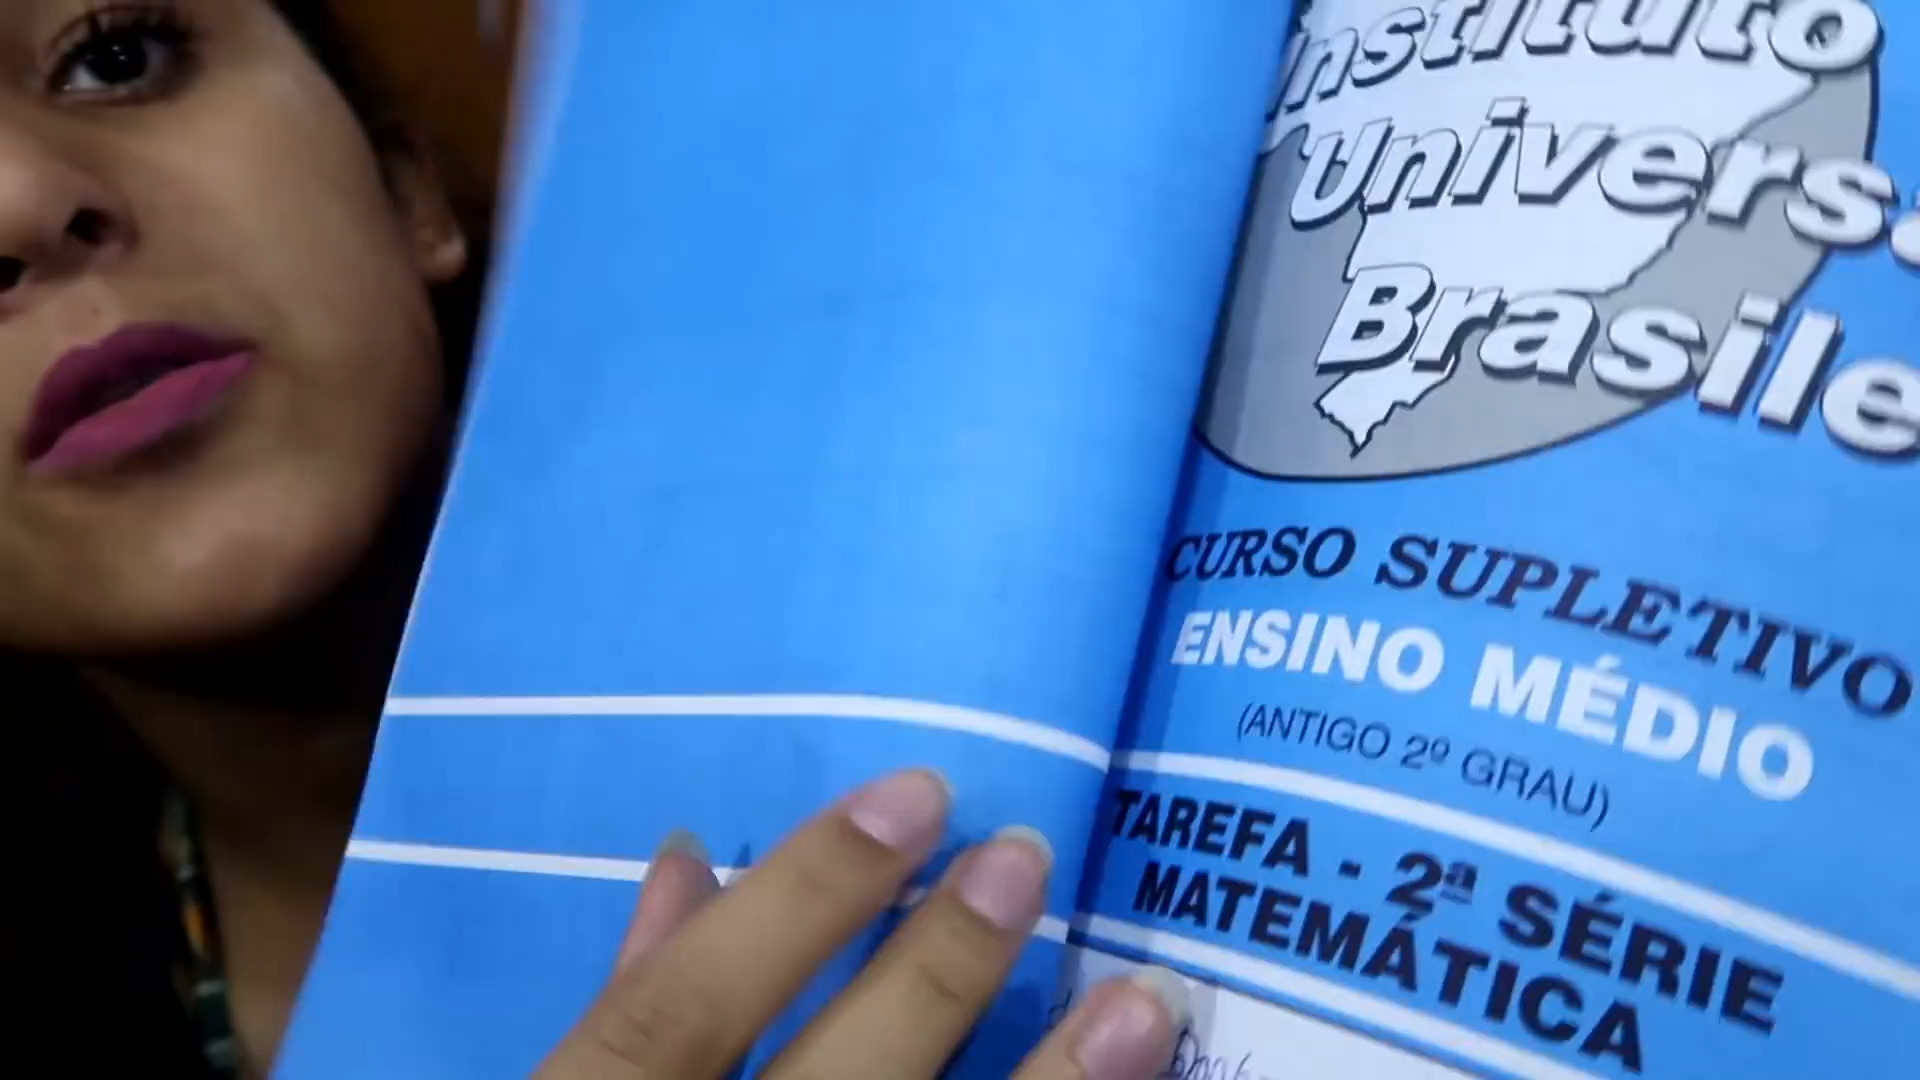 Instituto
Univers
Brasile
CURSO SUPLETIVO
ENSINO MÉDIO
(ANTIGO 2º GRAU)
TAREFA - 2ª SÉRIE
MATEMÁTICA